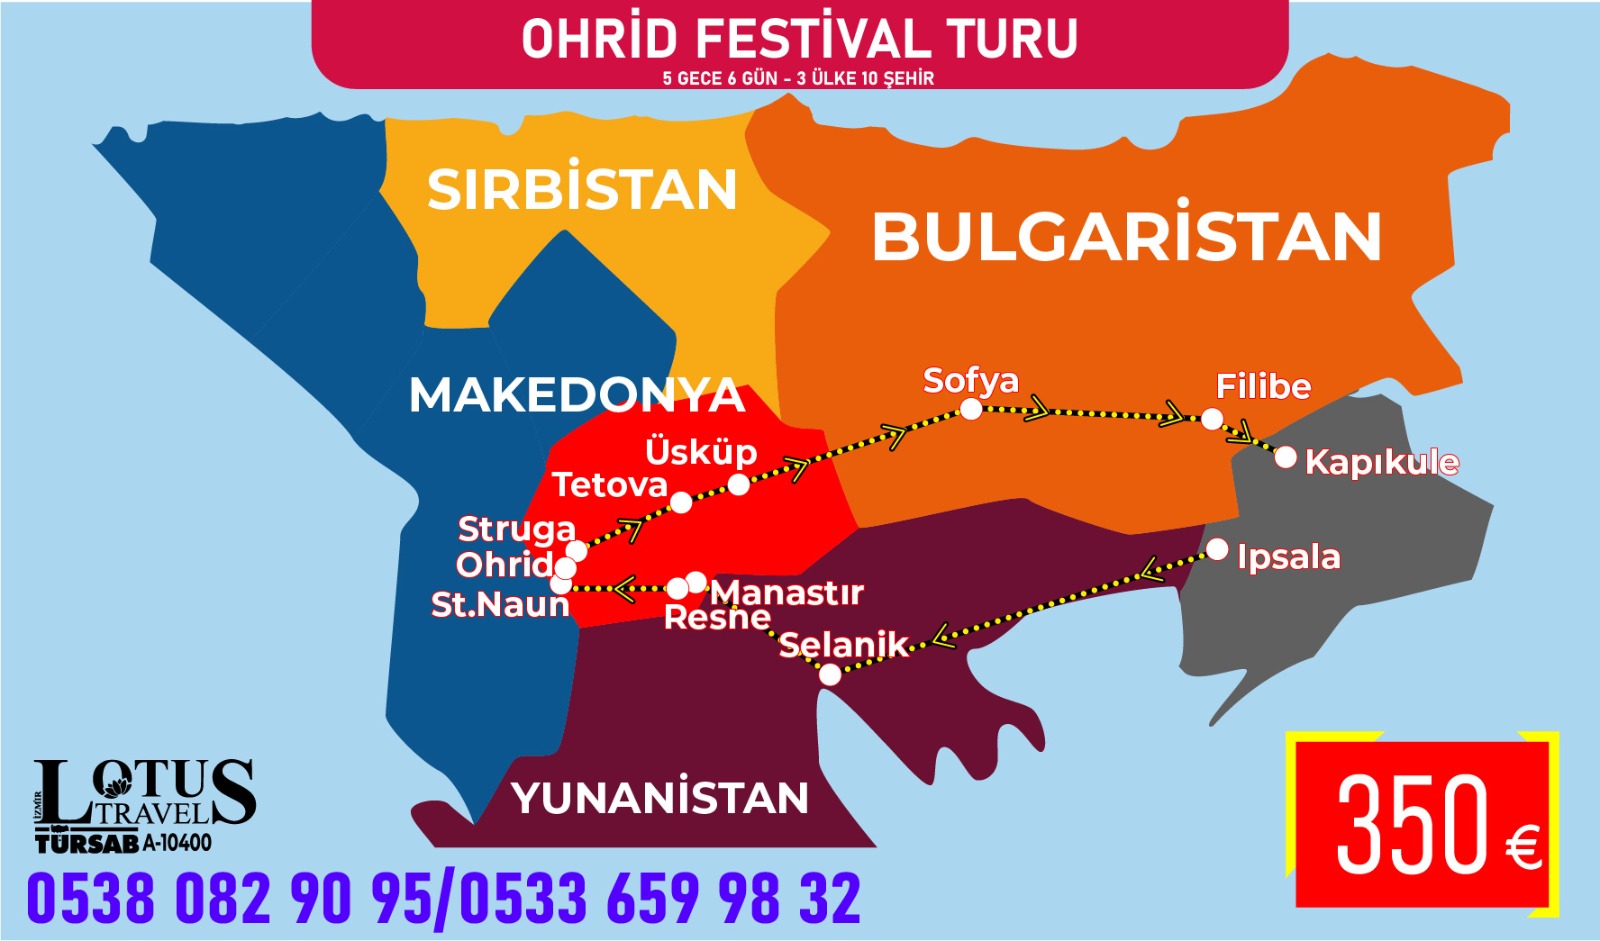 OHRİD FESTİVAL TURU
5 GECE 6 GÜN - 3 ÜLKE 10 ŞEHİR
SIRBİSTAN
BULGARİSTAN
MAKEDONYA
Sofya
Filibe
Üsküp
Kapıkule
Tetova
Struga
Ohrid
Ipsala
St.Naun
Manastır
Resne
Selanik
YUNANİSTAN
İZMİR
LOTUS
TRAVEL
TÜRSAB A-10400
350 €
0538 082 90 95/0533 659 98 32